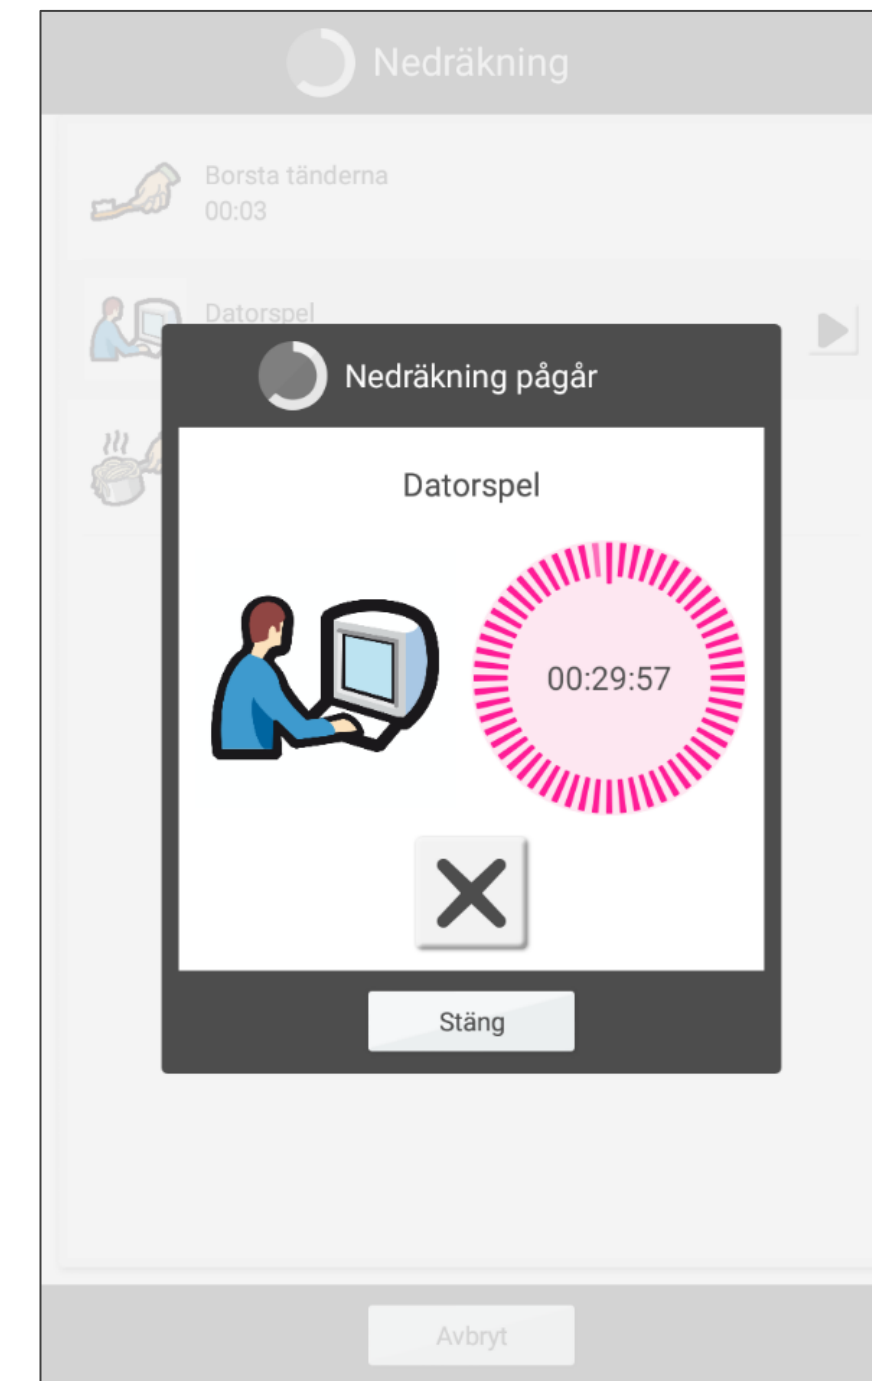 Nedräkning
Borsta tänderna
00:03
Datorspel
Nedräkning pågår
Datorspel
00:29:57
Stäng
Avbryt